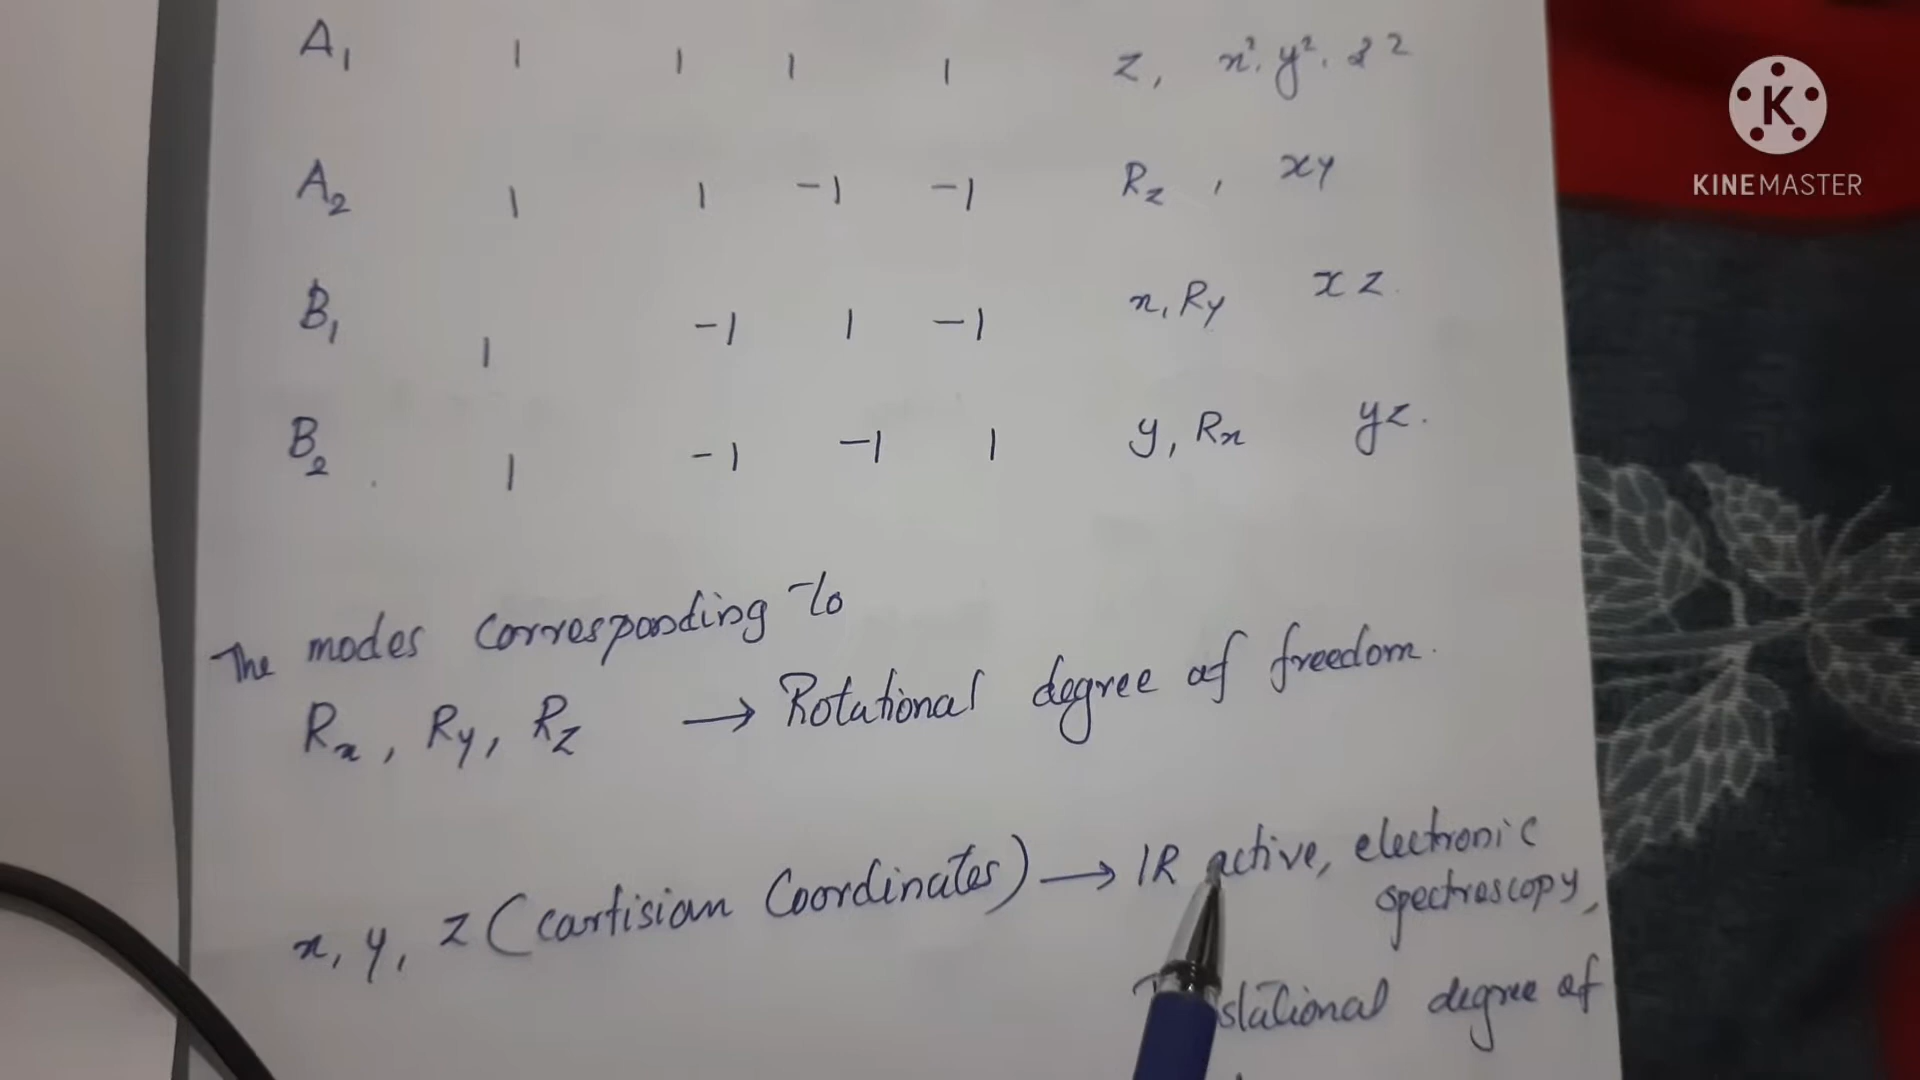 A1 1 1 1 1 z, x², y², z²
A2 1 1 -1 -1 Rz, xy
B1 1 -1 1 -1 x, Ry xz
B2 1 -1 -1 1 y, Rx yz.
The modes corresponding to
Rx, Ry, Rz → Rotational degree of freedom.
x, y, z (cartisian Coordinates) → IR active, electronic
spectroscopy,
degree of
K
KINEMASTER